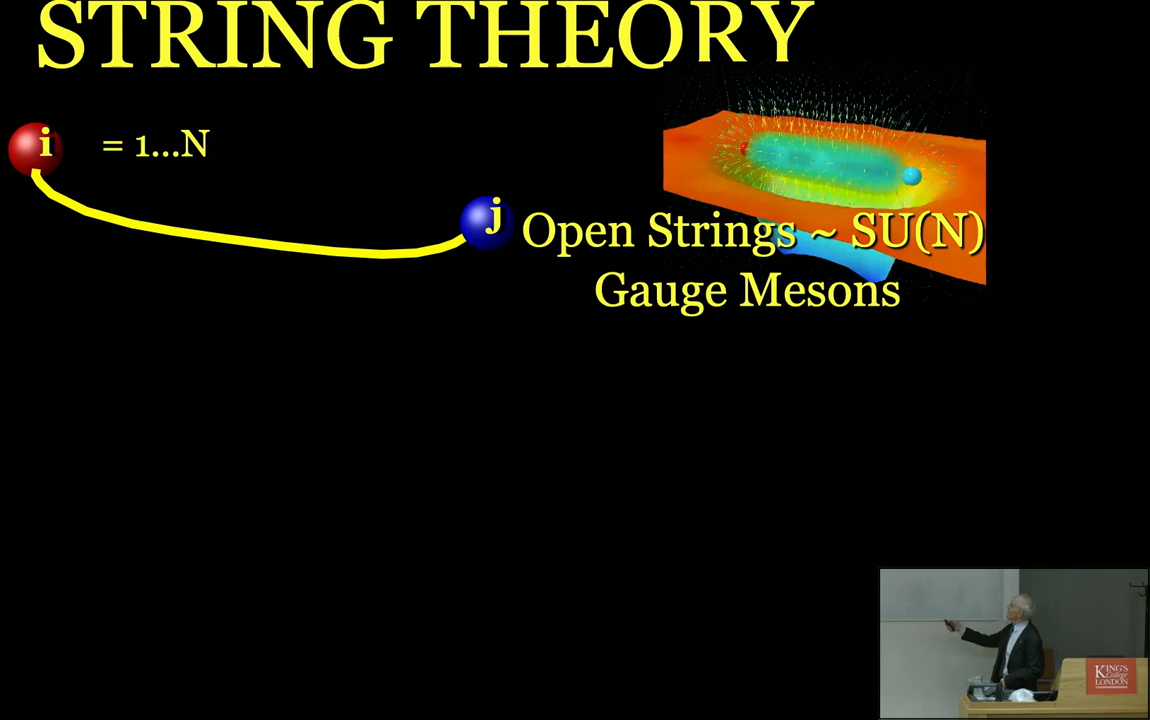 STRING THEORY
i = 1...N
j
Open Strings ~ SU(N)
Gauge Mesons
KING'S
College
LONDON